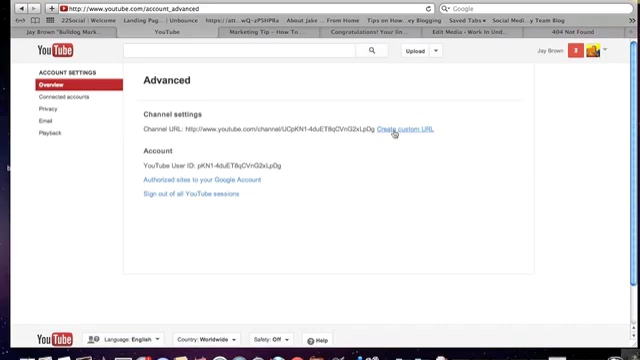 http://www.youtube.com/account_advanced
Google
22Social Landing Pag... Unbounce https://att...wQ-zP5HPRa About Jake From Home Tips on How...ey Blogging Saved Tabs Social Medi...y Team Blog
Jay Brown "Bulldog Mark... YouTube Marketing Tip – How To ... Congratulations! Your lin... Edit Media ‹ Work In Und... 404 Not Found
YouTube Upload Jay Brown 3
ACCOUNT SETTINGS
Overview
Connected accounts
Privacy
Email
Playback
Advanced
Channel settings
Channel URL: http://www.youtube.com/channel/UCpKN1-4duET8qCVnG2xLpDg Create custom URL
Account
YouTube User ID: pKN1-4duET8qCVnG2xLpDg
Authorized sites to your Google Account
Sign out of all YouTube sessions
YouTube Language: English Country: Worldwide Safety: Off Help